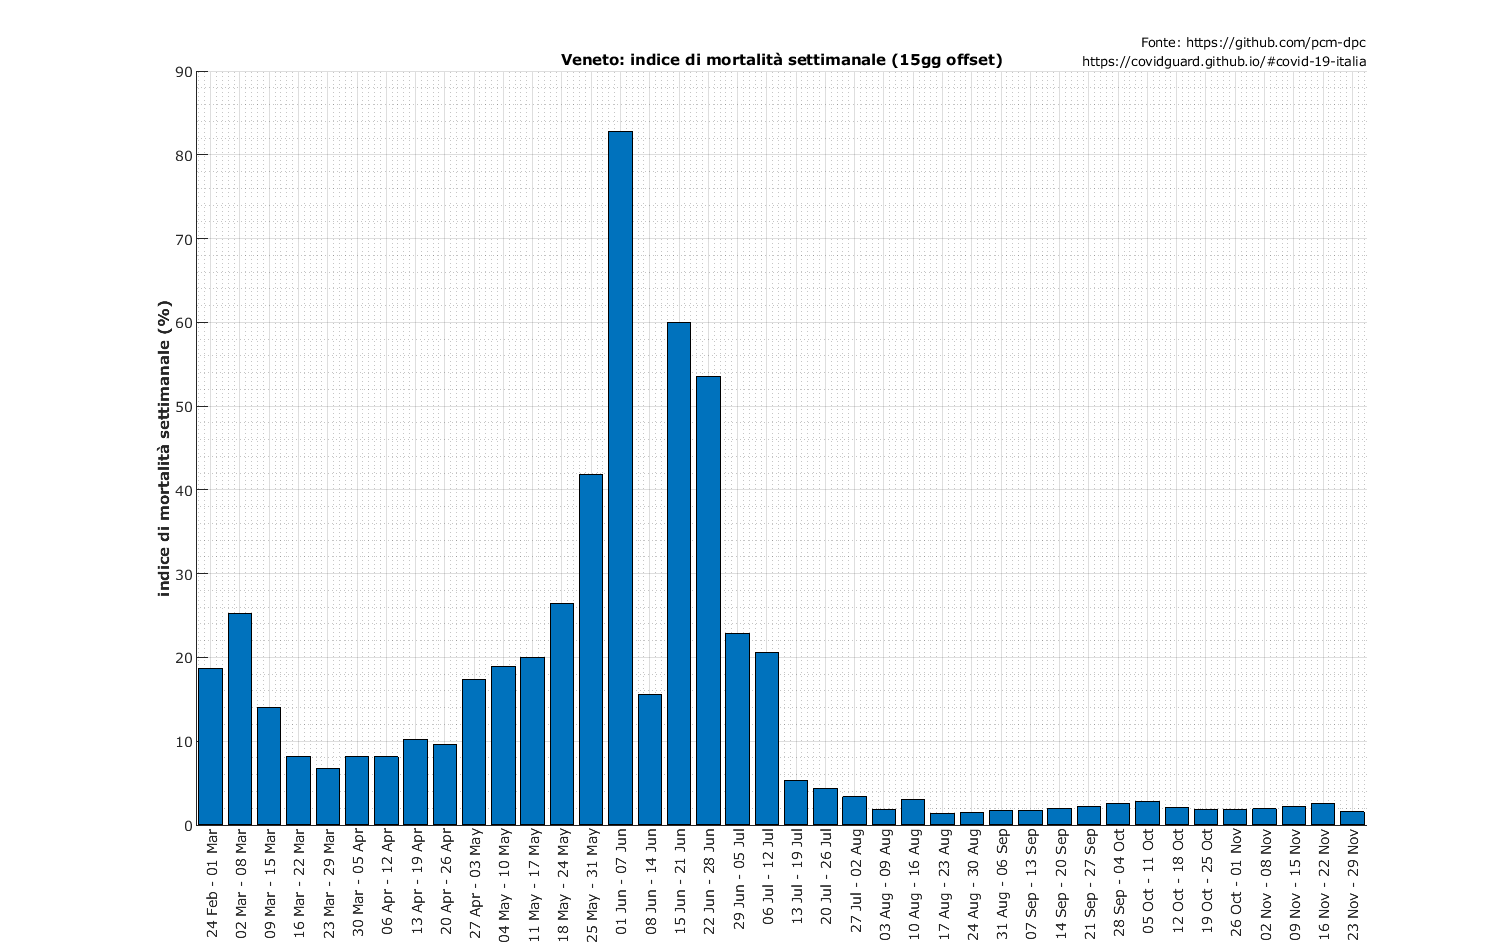 Fonte: https://github.com/pcm-dpc
https://covidguard.github.io/#covid-19-italia
Veneto: indice di mortalità settimanale (15gg offset)
indice di mortalità settimanale (%)
90
80
70
60
50
40
30
20
10
0
24 Feb - 01 Mar
02 Mar - 08 Mar
09 Mar - 15 Mar
16 Mar - 22 Mar
23 Mar - 29 Mar
30 Mar - 05 Apr
06 Apr - 12 Apr
13 Apr - 19 Apr
20 Apr - 26 Apr
27 Apr - 03 May
04 May - 10 May
11 May - 17 May
18 May - 24 May
25 May - 31 May
01 Jun - 07 Jun
08 Jun - 14 Jun
15 Jun - 21 Jun
22 Jun - 28 Jun
29 Jun - 05 Jul
06 Jul - 12 Jul
13 Jul - 19 Jul
20 Jul - 26 Jul
27 Jul - 02 Aug
03 Aug - 09 Aug
10 Aug - 16 Aug
17 Aug - 23 Aug
24 Aug - 30 Aug
31 Aug - 06 Sep
07 Sep - 13 Sep
14 Sep - 20 Sep
21 Sep - 27 Sep
28 Sep - 04 Oct
05 Oct - 11 Oct
12 Oct - 18 Oct
19 Oct - 25 Oct
26 Oct - 01 Nov
02 Nov - 08 Nov
09 Nov - 15 Nov
16 Nov - 22 Nov
23 Nov - 29 Nov